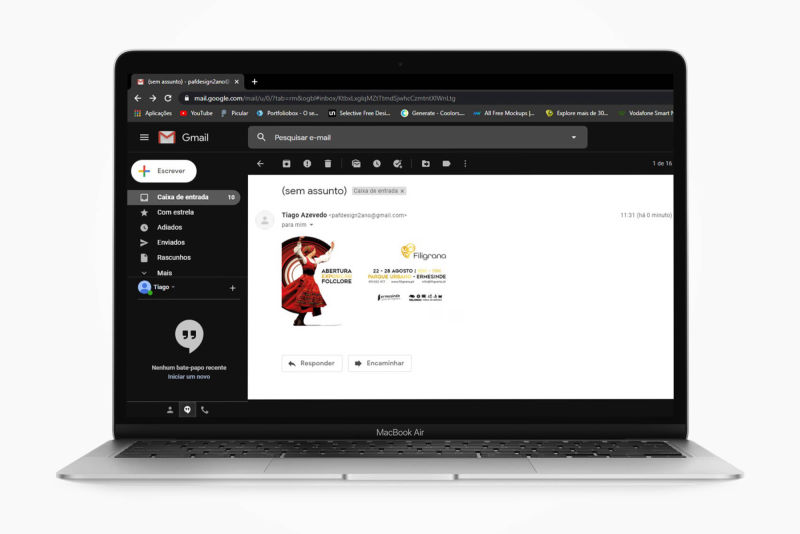 (sem assunto) - pafdesign2ano@
mail.google.com/mail/u/0/?tab=rm&ogbl#inbox/
Aplicações YouTube Picular Portfoliobox - O se... Selective Free Desi... Generate - Coolors.... All Free Mockups |... Explore mais de 30... Vodafone Smart
Gmail
Pesquisar e-mail
Escrever
1 de 16
Caixa de entrada 10
(sem assunto) Caixa de entrada x
Com estrela
Adiados
Enviados
Rascunhos
Mais
Tiago
Tiago Azevedo <pafdesign2ano@gmail.com>
11:31 (há 0 minuto)
para mim
Filigrana
ABERTURA
FOLCLORE
22 • 28 AGOSTO |
PARQUE URBANO • ERMESINDE
ermesinde
Responder
Encaminhar
Nenhum bate-papo recente
Iniciar um novo
MacBook Air